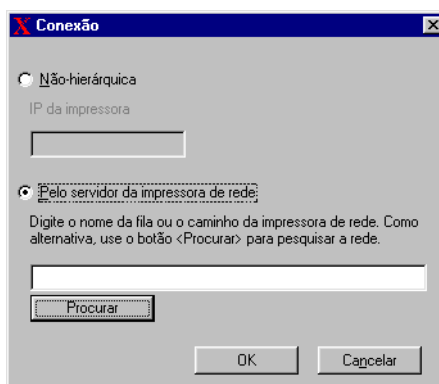 Conexão
Não-hierárquica
IP da impressora
Pelo servidor da impressora de rede
Digite o nome da fila ou o caminho da impressora de rede. Como
alternativa, use o botão <Procurar> para pesquisar a rede.
Procurar
OK
Cancelar